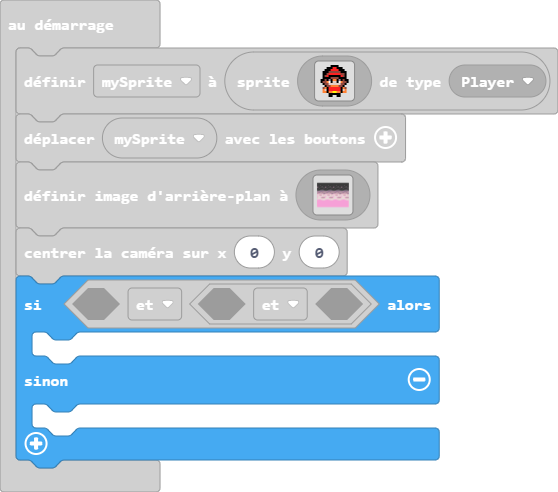 au démarrage
définir mySprite à sprite de type Player
déplacer mySprite avec les boutons
définir image d'arrière-plan à
centrer la caméra sur x 0 y 0
si et et alors
sinon